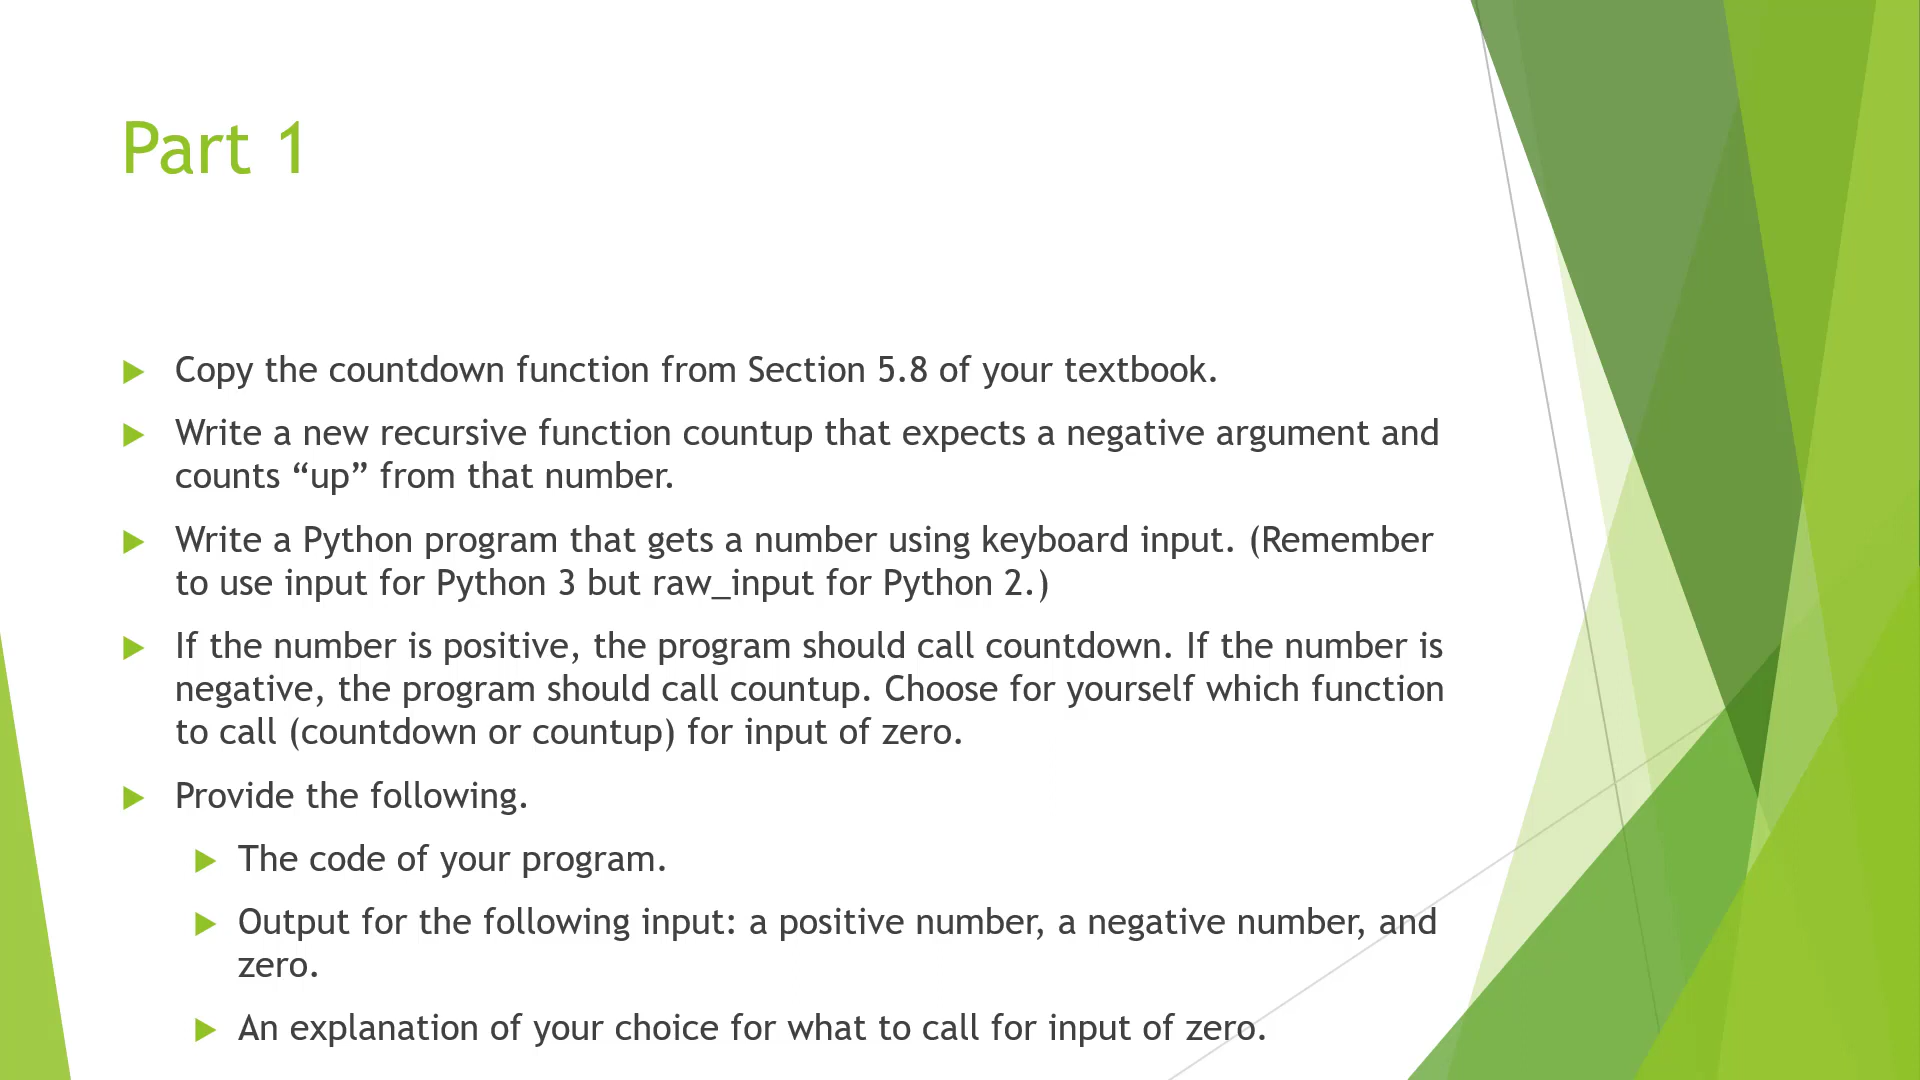 Part 1
Copy the countdown function from Section 5.8 of your textbook.
Write a new recursive function countup that expects a negative argument and
counts “up” from that number.
Write a Python program that gets a number using keyboard input. (Remember
to use input for Python 3 but raw_input for Python 2.)
If the number is positive, the program should call countdown. If the number is
negative, the program should call countup. Choose for yourself which function
to call (countdown or countup) for input of zero.
Provide the following.
The code of your program.
Output for the following input: a positive number, a negative number, and
zero.
An explanation of your choice for what to call for input of zero.